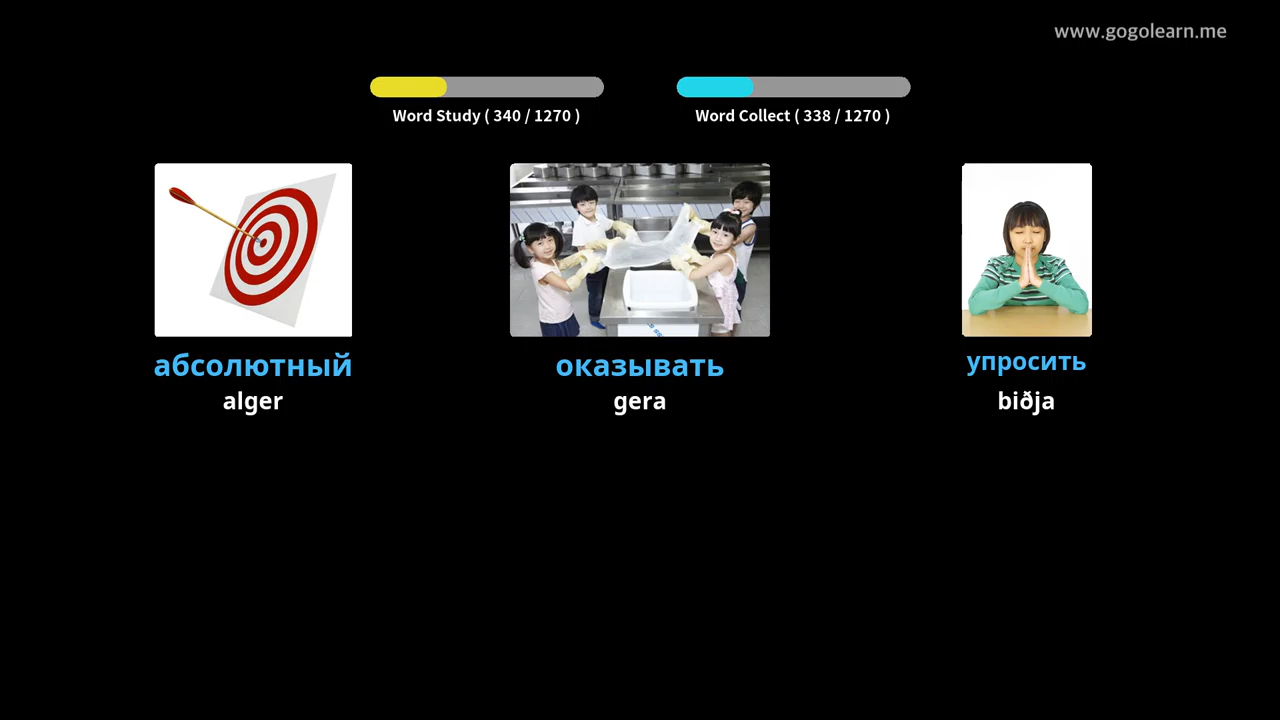 www.gogolearn.me
Word Study ( 340 / 1270 )
Word Collect ( 338 / 1270 )
абсолютный
оказывать
упросить
alger
gera
biðja